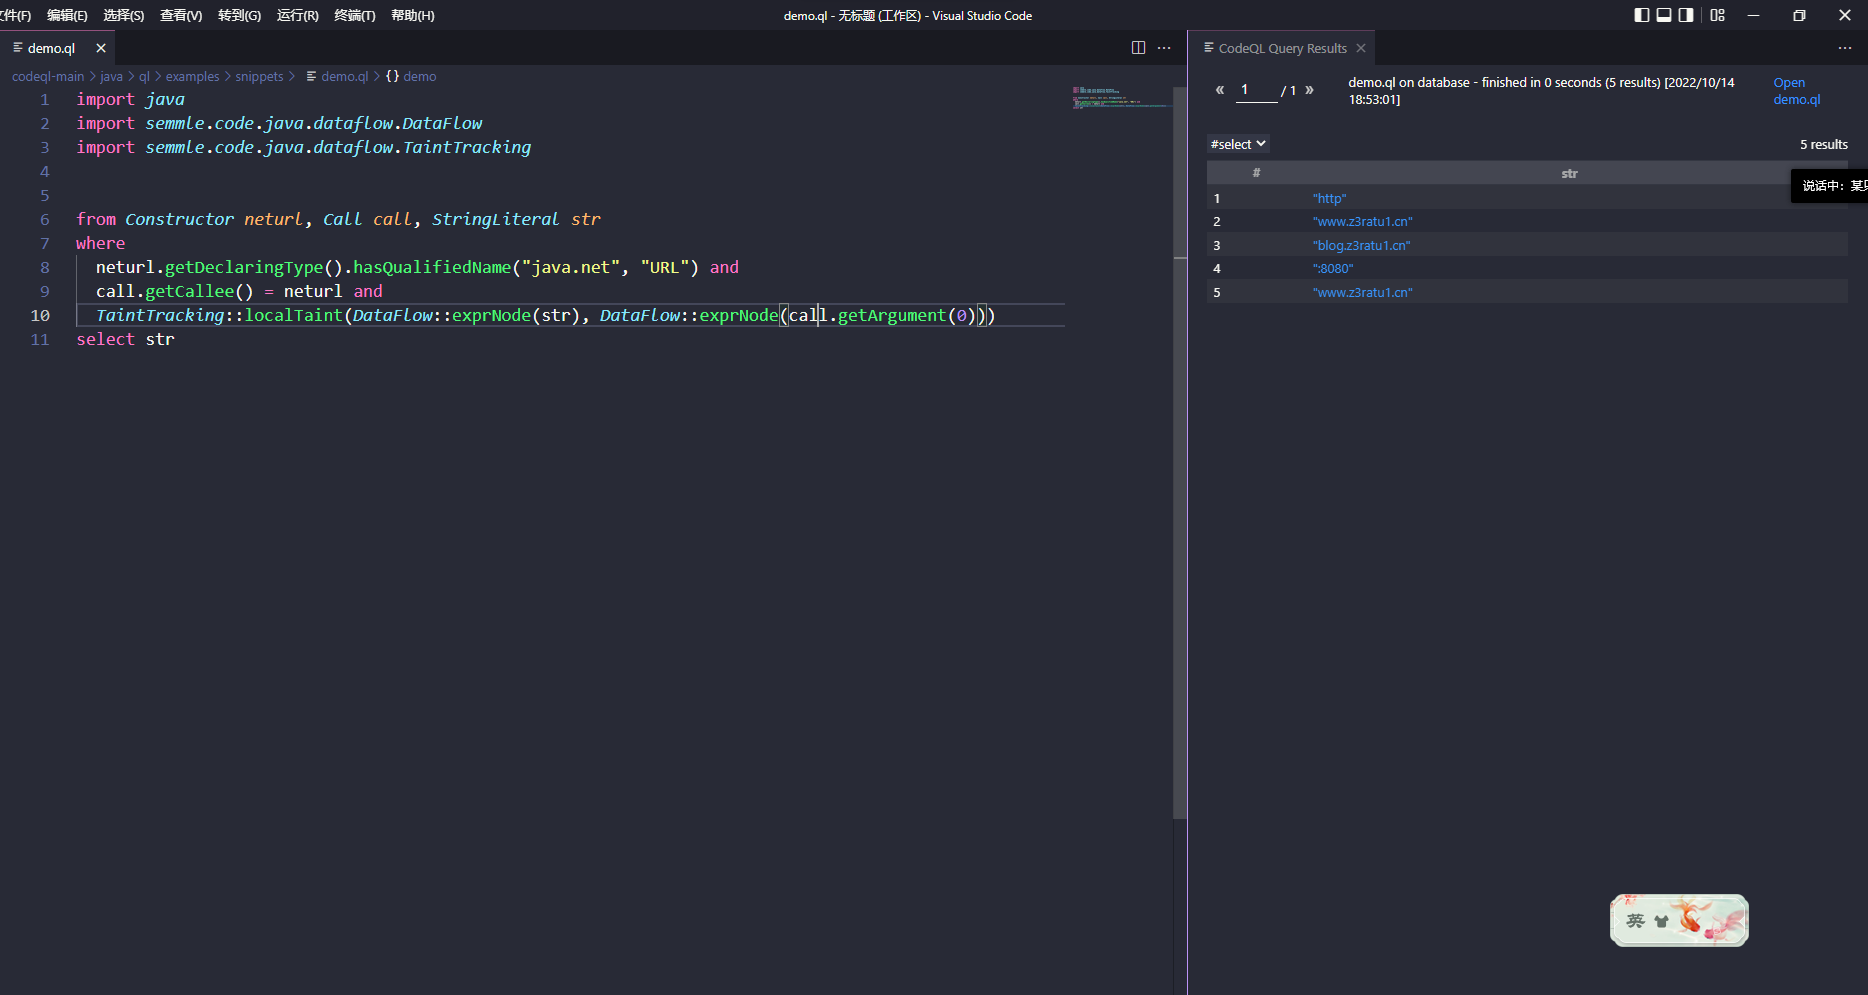 文件(F) 编辑(E) 选择(S) 查看(V) 转到(G) 运行(R) 终端(T) 帮助(H)
demo.ql - 无标题 (工作区) - Visual Studio Code
demo.ql
codeql-main > java > ql > examples > snippets > demo.ql > {} demo
1 import java
2 import semmle.code.java.dataflow.DataFlow
3 import semmle.code.java.dataflow.TaintTracking
4
5
6 from Constructor neturl, Call call, StringLiteral str
7 where
8 neturl.getDeclaringType().hasQualifiedName("java.net", "URL") and
9 call.getCallee() = neturl and
10 TaintTracking::localTaint(DataFlow::exprNode(str), DataFlow::exprNode(call.getArgument(0)))
11 select str
CodeQL Query Results
« 1 / 1 »
demo.ql on database - finished in 0 seconds (5 results) [2022/10/14
18:53:01]
Open
demo.ql
#select
5 results
# str
说话中: 某
1 "http"
2 "www.z3ratu1.cn"
3 "blog.z3ratu1.cn"
4 ":8080"
5 "www.z3ratu1.cn"
英